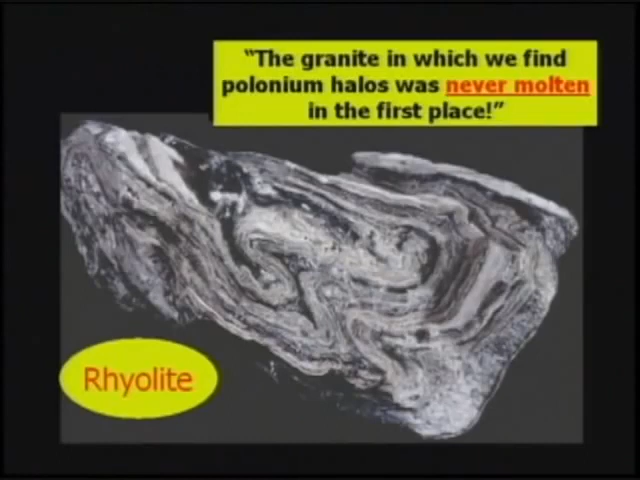 “The granite in which we find
polonium halos was never molten
in the first place!”
Rhyolite